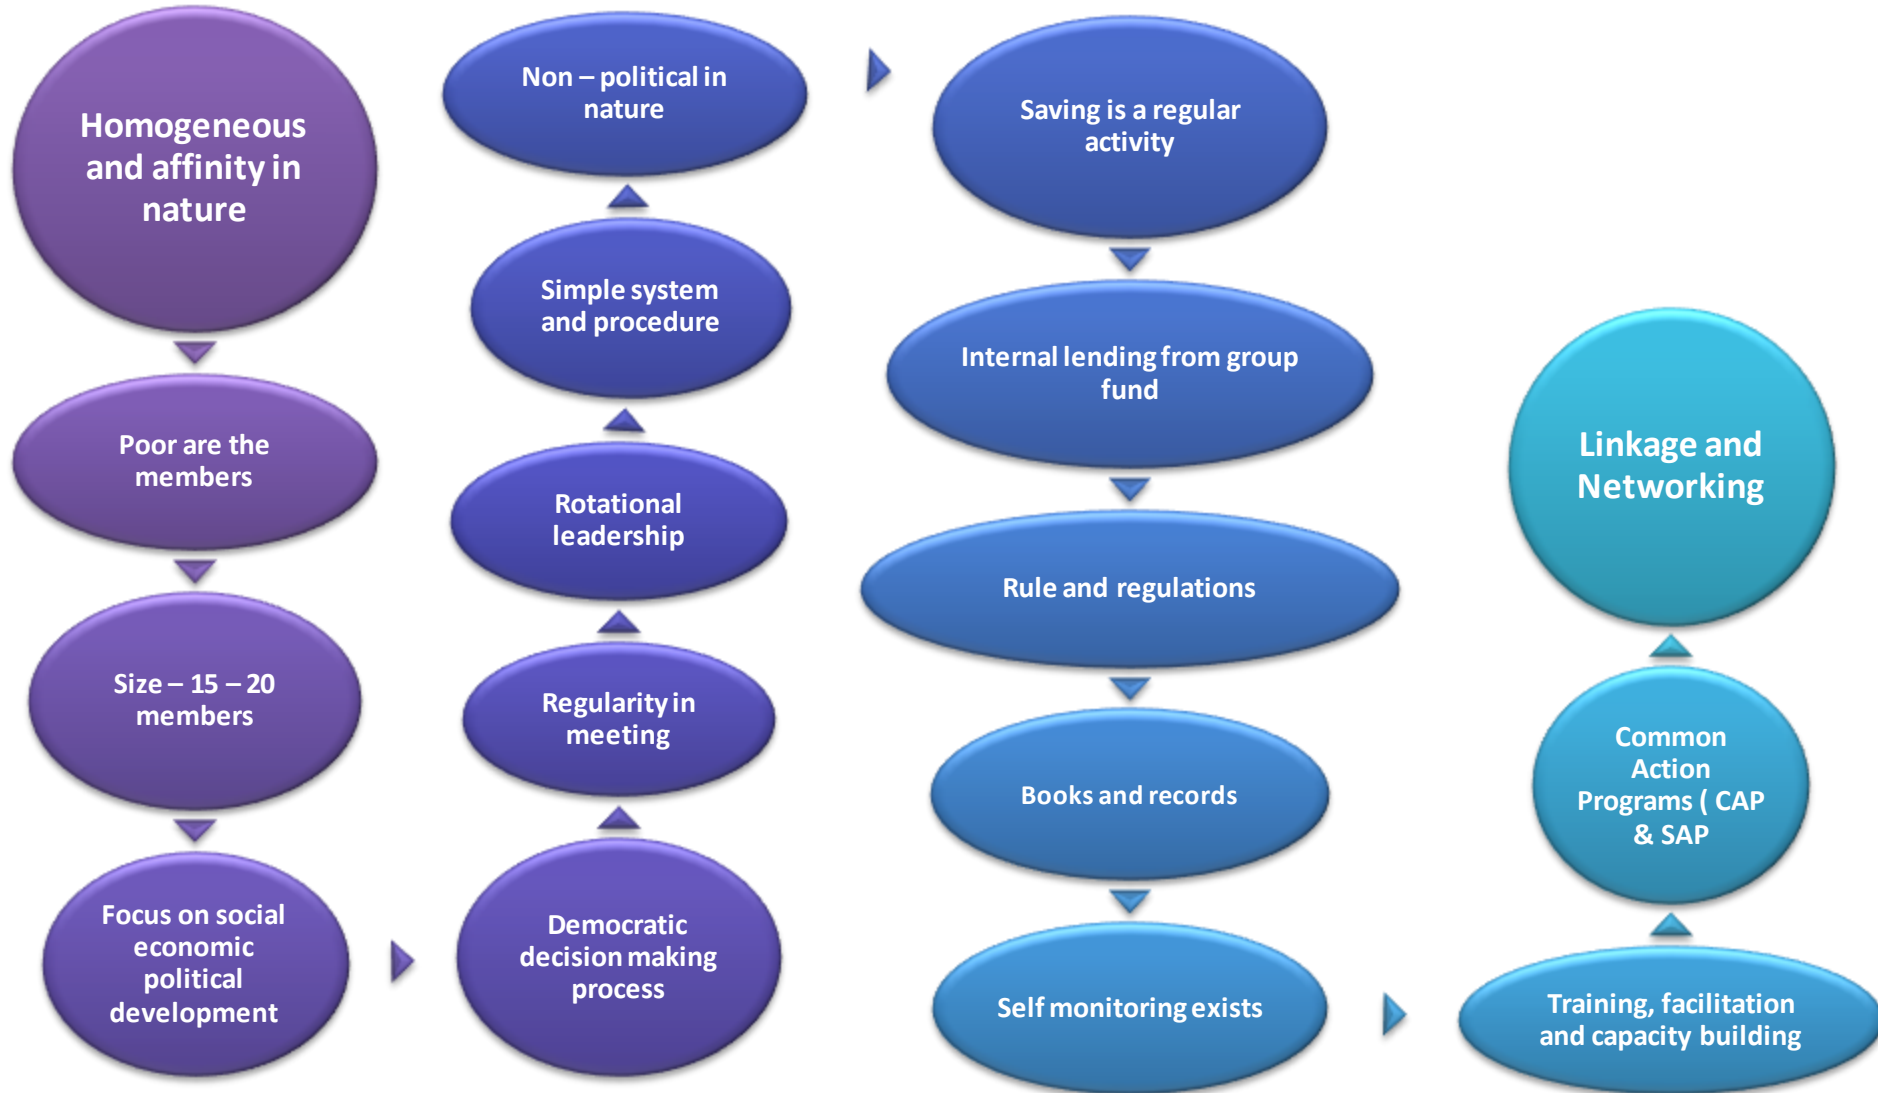 Homogeneous
and affinity in
nature
Poor are the
members
Size – 15 – 20
members
Focus on social
economic
political
development
Democratic
decision making
process
Regularity in
meeting
Rotational
leadership
Simple system
and procedure
Non – political in
nature
Saving is a regular
activity
Internal lending from group
fund
Rule and regulations
Books and records
Self monitoring exists
Training, facilitation
and capacity building
Common
Action
Programs ( CAP
& SAP
Linkage and
Networking